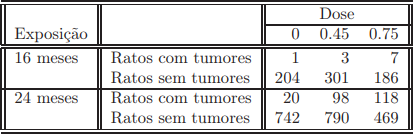 Dose
Exposição 0 0.45 0.75
16 meses Ratos com tumores 1 3 7
Ratos sem tumores 204 301 186
24 meses Ratos com tumores 20 98 118
Ratos sem tumores 742 790 469